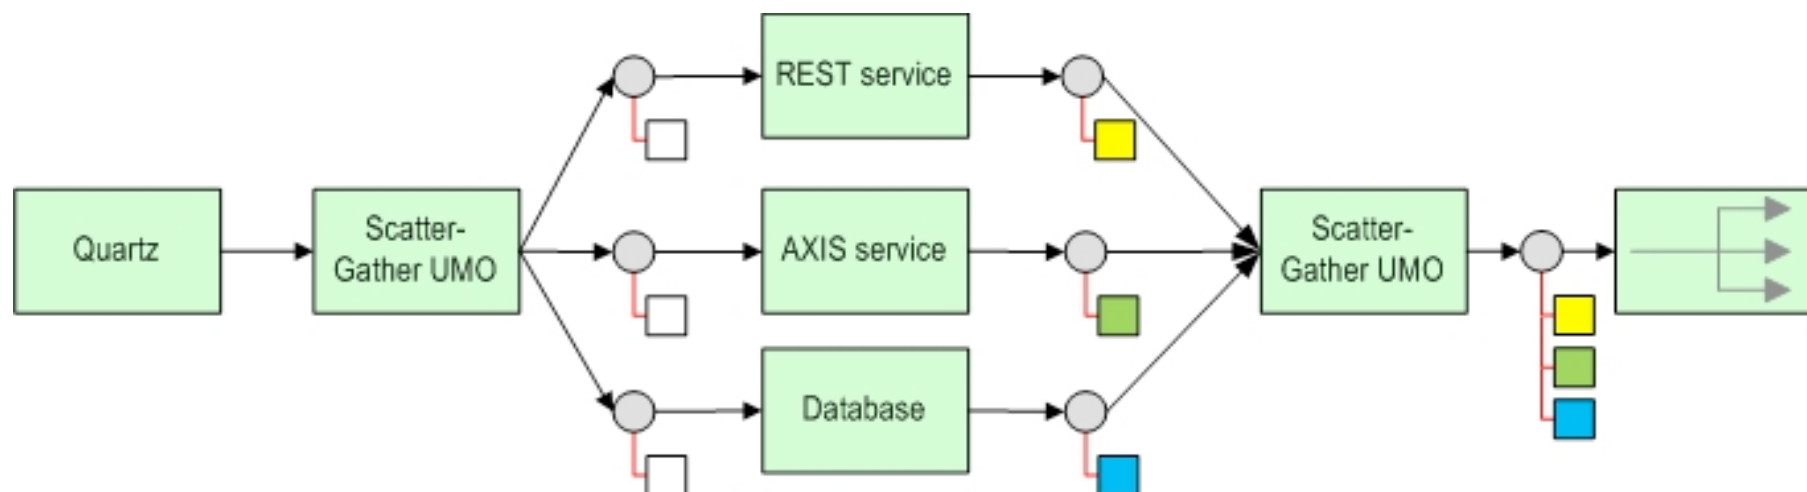 Quartz
Scatter-
Gather UMO
REST service
AXIS service
Database
Scatter-
Gather UMO